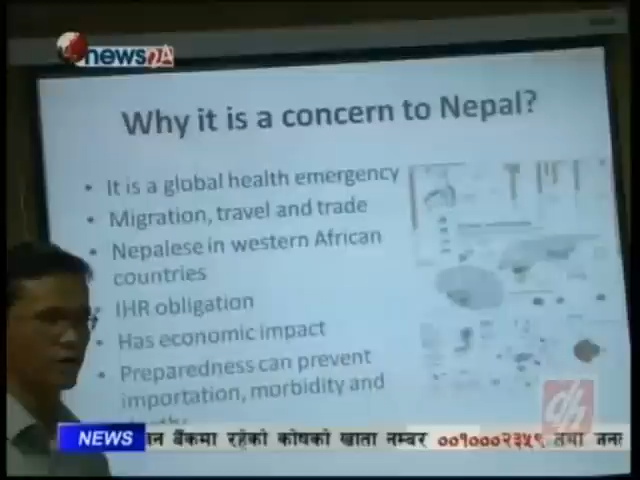 news24
Why it is a concern to Nepal?
• It is a global health emergency
• Migration, travel and trade
• Nepalese in western African
countries
• IHR obligation
• Has economic impact
• Preparedness can prevent
importation, morbidity and
NEWS
बैंकमा रहेको कोषको खाता नम्बर ००१०००२३५९ तथा